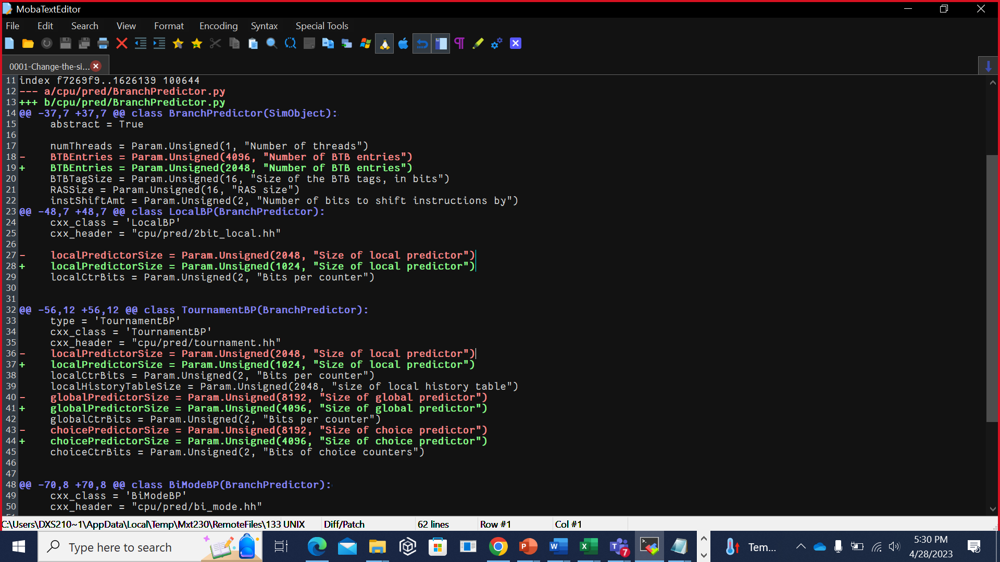 MobaTextEditor
File Edit Search View Format Encoding Syntax Special Tools
0001-Change-the-si...
11 index f7269f9..1626139 100644
12 --- a/cpu/pred/BranchPredictor.py
13 +++ b/cpu/pred/BranchPredictor.py
14 @@ -37,7 +37,7 @@ class BranchPredictor(SimObject):
15 abstract = True
16
17 numThreads = Param.Unsigned(1, "Number of threads")
18 - BTBEntries = Param.Unsigned(4096, "Number of BTB entries")
19 + BTBEntries = Param.Unsigned(2048, "Number of BTB entries")
20 BTBTagSize = Param.Unsigned(16, "Size of the BTB tags, in bits")
21 RASSize = Param.Unsigned(16, "RAS size")
22 instShiftAmt = Param.Unsigned(2, "Number of bits to shift instructions by")
23 @@ -48,7 +48,7 @@ class LocalBP(BranchPredictor):
24 cxx_class = 'LocalBP'
25 cxx_header = "cpu/pred/2bit_local.hh"
26
27 - localPredictorSize = Param.Unsigned(2048, "Size of local predictor")
28 + localPredictorSize = Param.Unsigned(1024, "Size of local predictor")
29 localCtrBits = Param.Unsigned(2, "Bits per counter")
30
31
32 @@ -56,12 +56,12 @@ class TournamentBP(BranchPredictor):
33 type = 'TournamentBP'
34 cxx_class = 'TournamentBP'
35 cxx_header = "cpu/pred/tournament.hh"
36 - localPredictorSize = Param.Unsigned(2048, "Size of local predictor")
37 + localPredictorSize = Param.Unsigned(1024, "Size of local predictor")
38 localCtrBits = Param.Unsigned(2, "Bits per counter")
39 localHistoryTableSize = Param.Unsigned(2048, "size of local history table")
40 - globalPredictorSize = Param.Unsigned(8192, "Size of global predictor")
41 + globalPredictorSize = Param.Unsigned(4096, "Size of global predictor")
42 globalCtrBits = Param.Unsigned(2, "Bits per counter")
43 - choicePredictorSize = Param.Unsigned(8192, "Size of choice predictor")
44 + choicePredictorSize = Param.Unsigned(4096, "Size of choice predictor")
45 choiceCtrBits = Param.Unsigned(2, "Bits of choice counters")
46
47
48 @@ -70,8 +70,8 @@ class BiModeBP(BranchPredictor):
49 cxx_class = 'BiModeBP'
50 cxx_header = "cpu/pred/bi_mode.hh"
C:\Users\DXS210~1\AppData\Local\Temp\Mxt230\RemoteFiles\133 UNIX Diff/Patch 62 lines Row #1 Col #1
Type here to search
7
Tem...
5:30 PM
4/28/2023